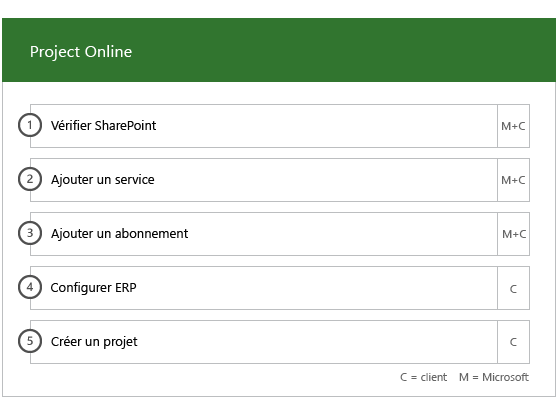 Project Online
1 Vérifier SharePoint M+C
2 Ajouter un service M+C
3 Ajouter un abonnement M+C
4 Configurer ERP C
5 Créer un projet C
C = client M = Microsoft